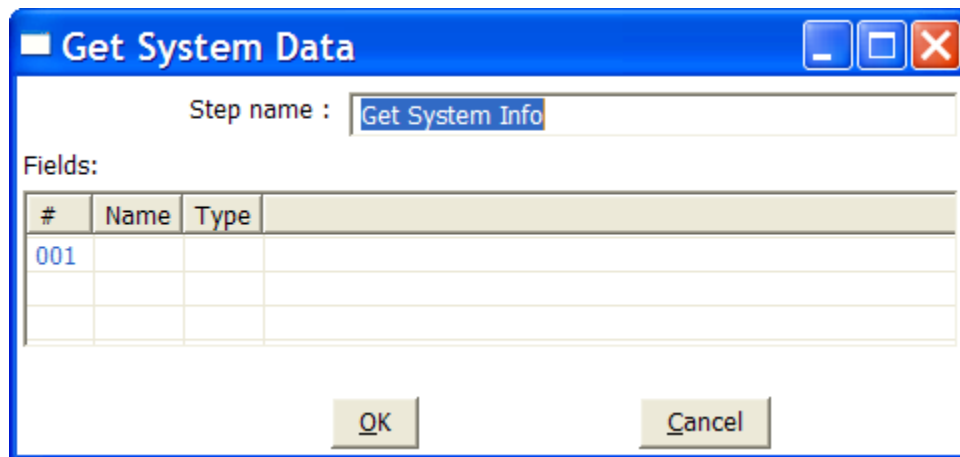 Get System Data
Step name : Get System Info
Fields:
# Name Type
001
OK Cancel